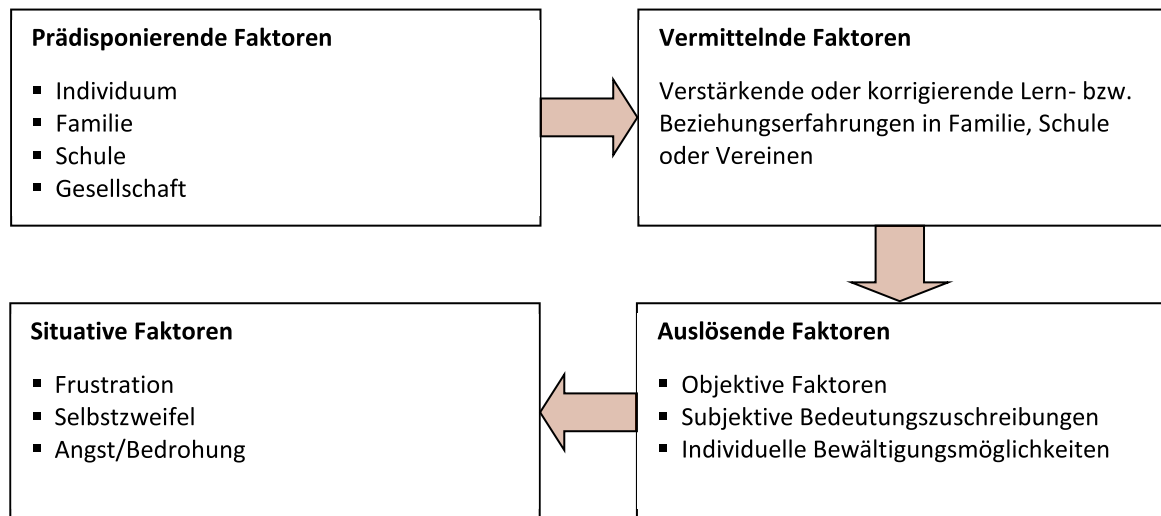 Prädisponierende Faktoren
▪ Individuum
▪ Familie
▪ Schule
▪ Gesellschaft
Vermittelnde Faktoren
Verstärkende oder korrigierende Lern- bzw.
Beziehungserfahrungen in Familie, Schule
oder Vereinen
Situative Faktoren
▪ Frustration
▪ Selbstzweifel
▪ Angst/Bedrohung
Auslösende Faktoren
▪ Objektive Faktoren
▪ Subjektive Bedeutungszuschreibungen
▪ Individuelle Bewältigungsmöglichkeiten